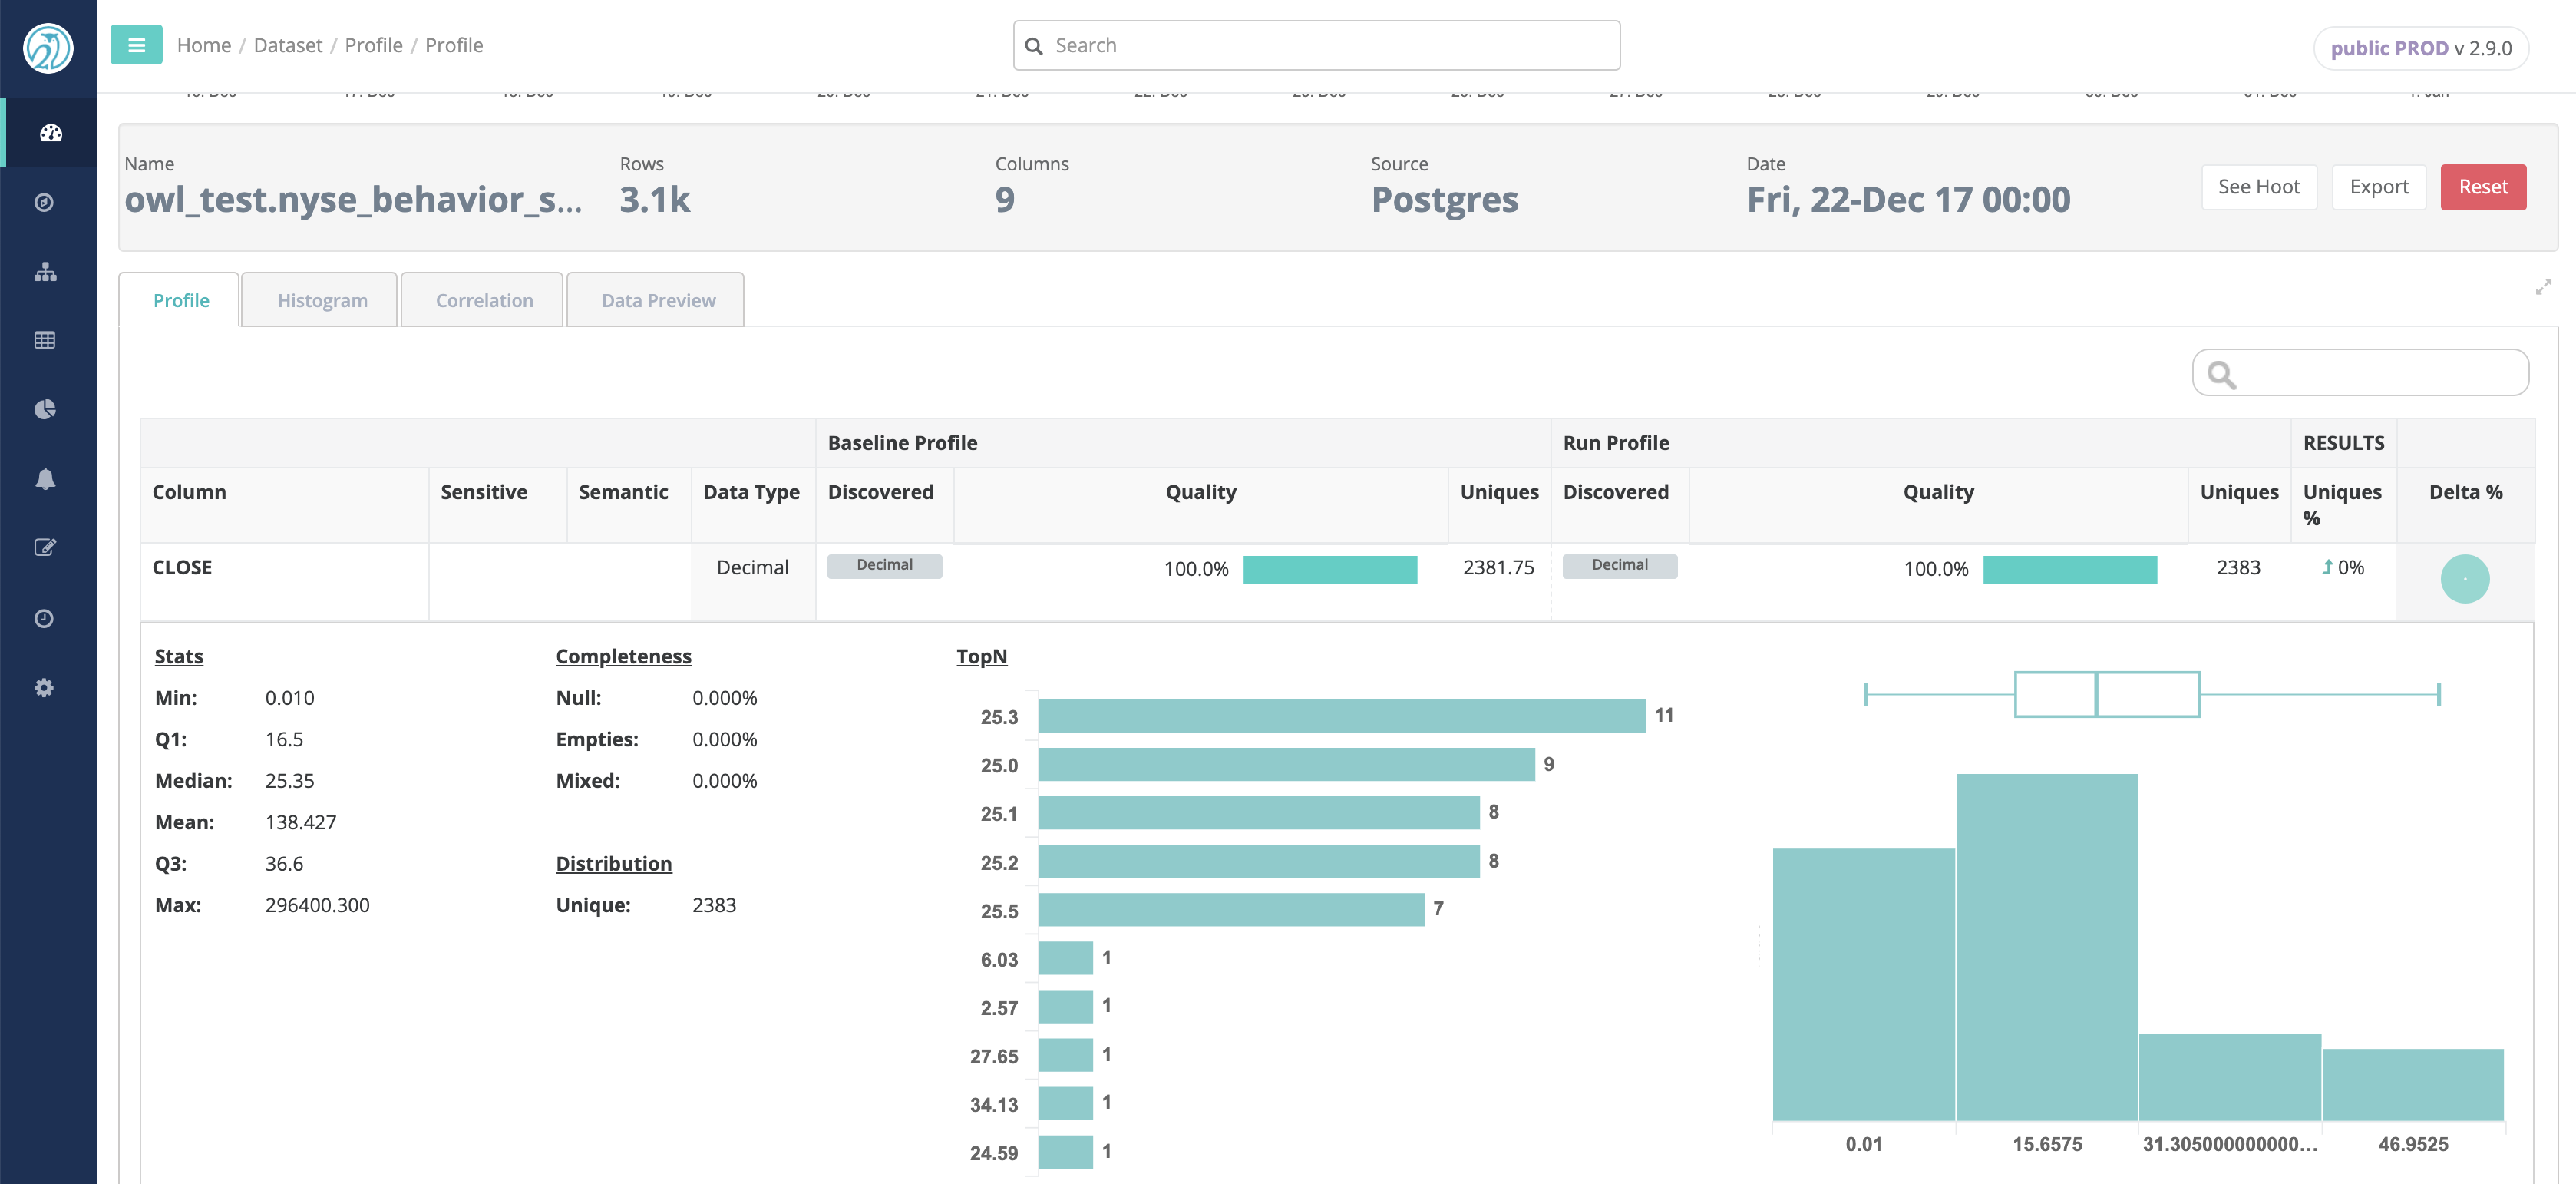 Home / Dataset / Profile / Profile
Search
public PROD v 2.9.0
Name
owl_test.nyse_behavior_s...
Rows
3.1k
Columns
9
Source
Postgres
Date
Fri, 22-Dec 17 00:00
See Hoot
Export
Reset
Profile
Histogram
Correlation
Data Preview
Baseline Profile
Run Profile
RESULTS
Column
Sensitive
Semantic
Data Type
Discovered
Quality
Uniques
Discovered
Quality
Uniques
Uniques
%
Delta %
CLOSE
Decimal
Decimal
100.0%
2381.75
Decimal
100.0%
2383
0%
Stats
Min: 0.010
Q1: 16.5
Median: 25.35
Mean: 138.427
Q3: 36.6
Max: 296400.300
Completeness
Null: 0.000%
Empties: 0.000%
Mixed: 0.000%
Distribution
Unique: 2383
TopN
25.3 11
25.0 9
25.1 8
25.2 8
25.5 7
6.03 1
2.57 1
27.65 1
34.13 1
24.59 1
0.01
15.6575
31.305000000000...
46.9525